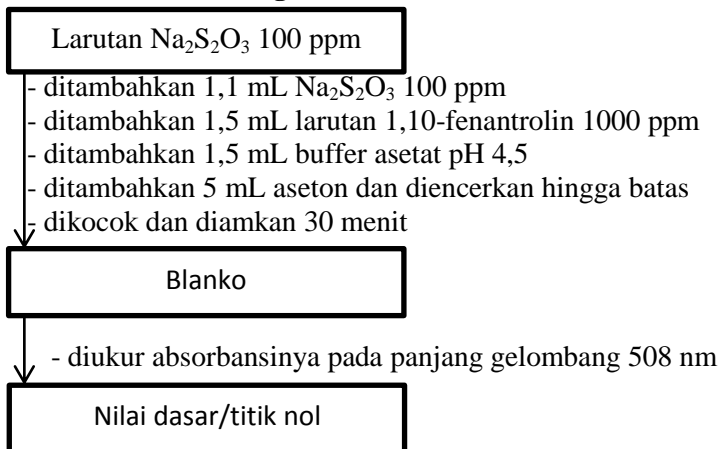 Larutan Na₂S₂O₃ 100 ppm
- ditambahkan 1,1 mL Na₂S₂O₃ 100 ppm
- ditambahkan 1,5 mL larutan 1,10-fenantrolin 1000 ppm
- ditambahkan 1,5 mL buffer asetat pH 4,5
- ditambahkan 5 mL aseton dan diencerkan hingga batas
- dikocok dan diamkan 30 menit
Blanko
- diukur absorbansinya pada panjang gelombang 508 nm
Nilai dasar/titik nol